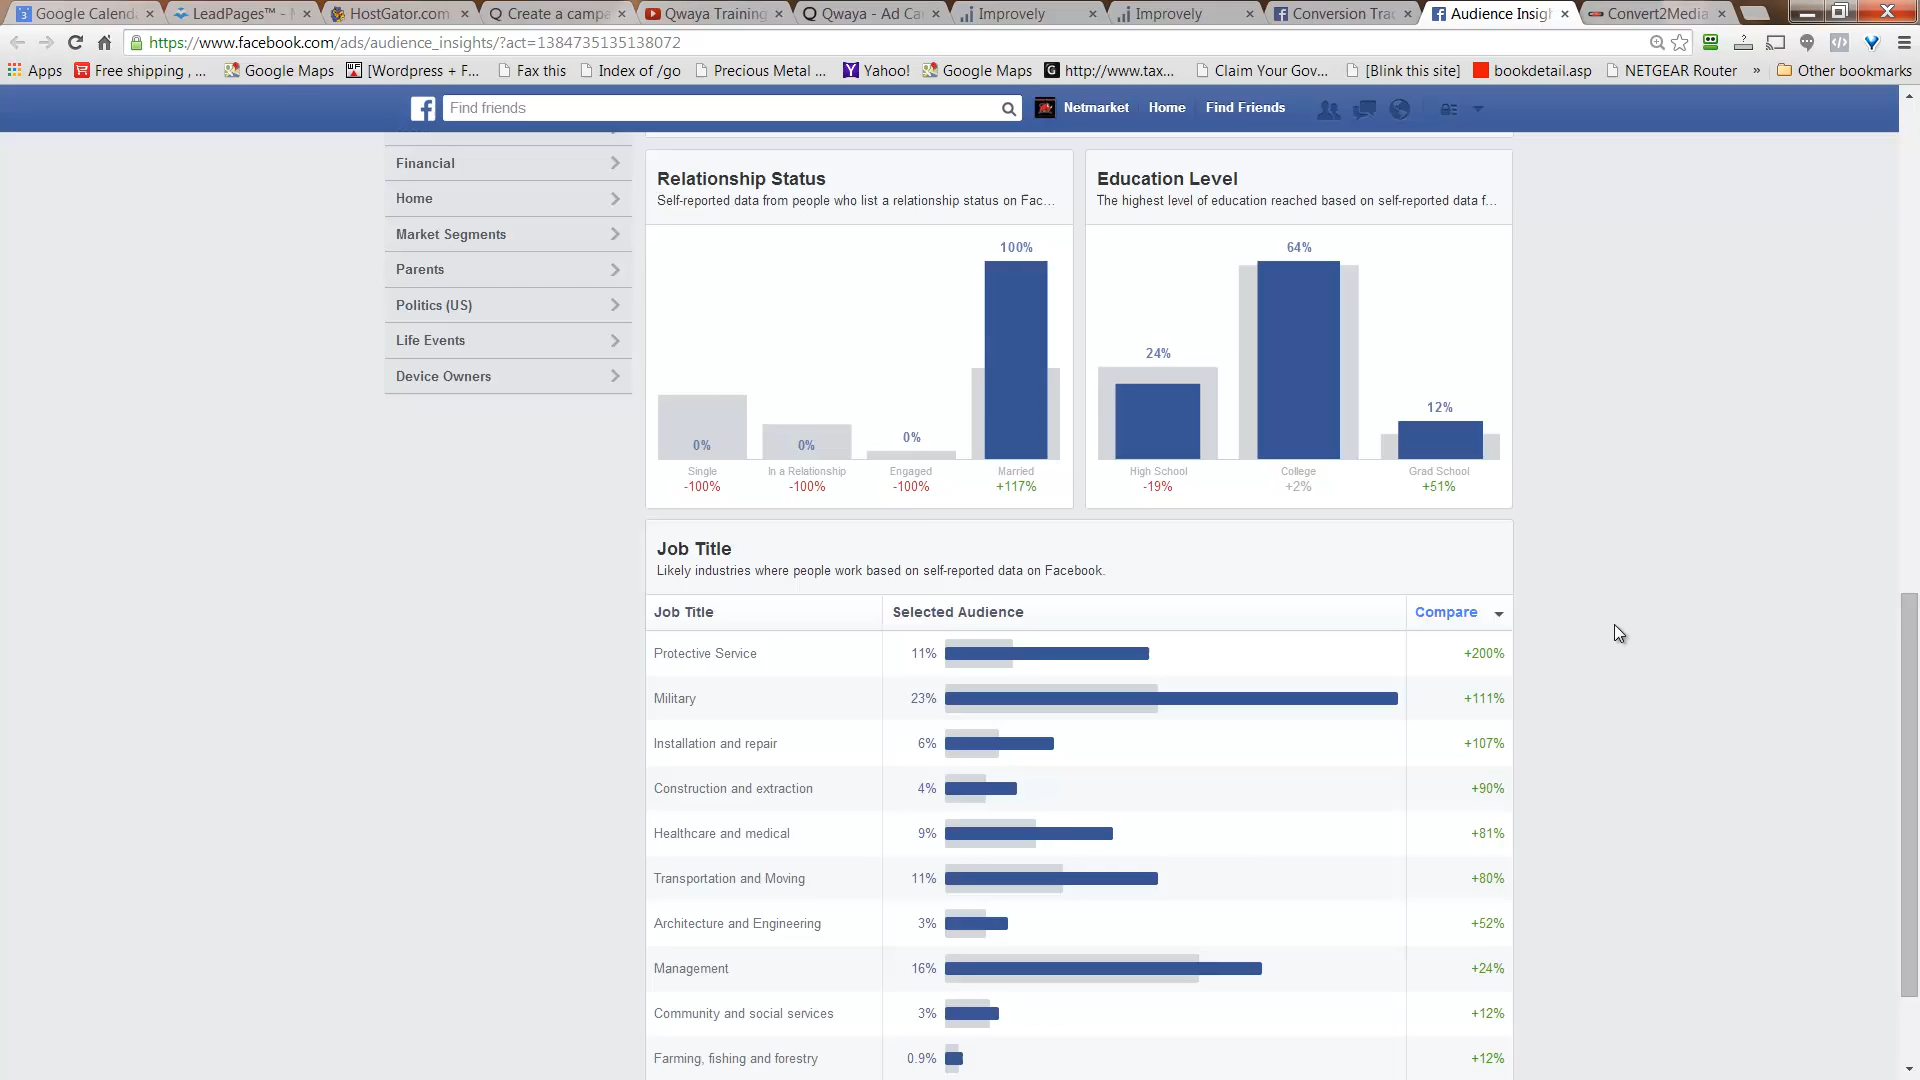 Google Calend
LeadPages™ -
HostGator.com
Create a camp
Qwaya Training
Qwaya - Ad Ca
Improvely
Improvely
Conversion Trac
Audience Insigh
Convert2Media
https://www.facebook.com/ads/audience_insights/?act=1384735135138072
Apps
Free shipping , ...
Google Maps
[Wordpress + F...
Fax this
Index of /go
Precious Metal ...
Yahoo!
Google Maps
http://www.tax...
Claim Your Gov...
[Blink this site]
bookdetail.asp
NETGEAR Router
»
Other bookmarks
Find friends
Netmarket
Home
Find Friends
Financial
Home
Market Segments
Parents
Politics (US)
Life Events
Device Owners
Relationship Status
Self-reported data from people who list a relationship status on Fac...
100%
0%
0%
0%
Single
In a Relationship
Engaged
Married
-100%
-100%
-100%
+117%
Education Level
The highest level of education reached based on self-reported data f...
64%
24%
12%
High School
College
Grad School
-19%
+2%
+51%
Job Title
Likely industries where people work based on self-reported data on Facebook.
Job Title Selected Audience Compare
Protective Service 11% +200%
Military 23% +111%
Installation and repair 6% +107%
Construction and extraction 4% +90%
Healthcare and medical 9% +81%
Transportation and Moving 11% +80%
Architecture and Engineering 3% +52%
Management 16% +24%
Community and social services 3% +12%
Farming, fishing and forestry 0.9% +12%